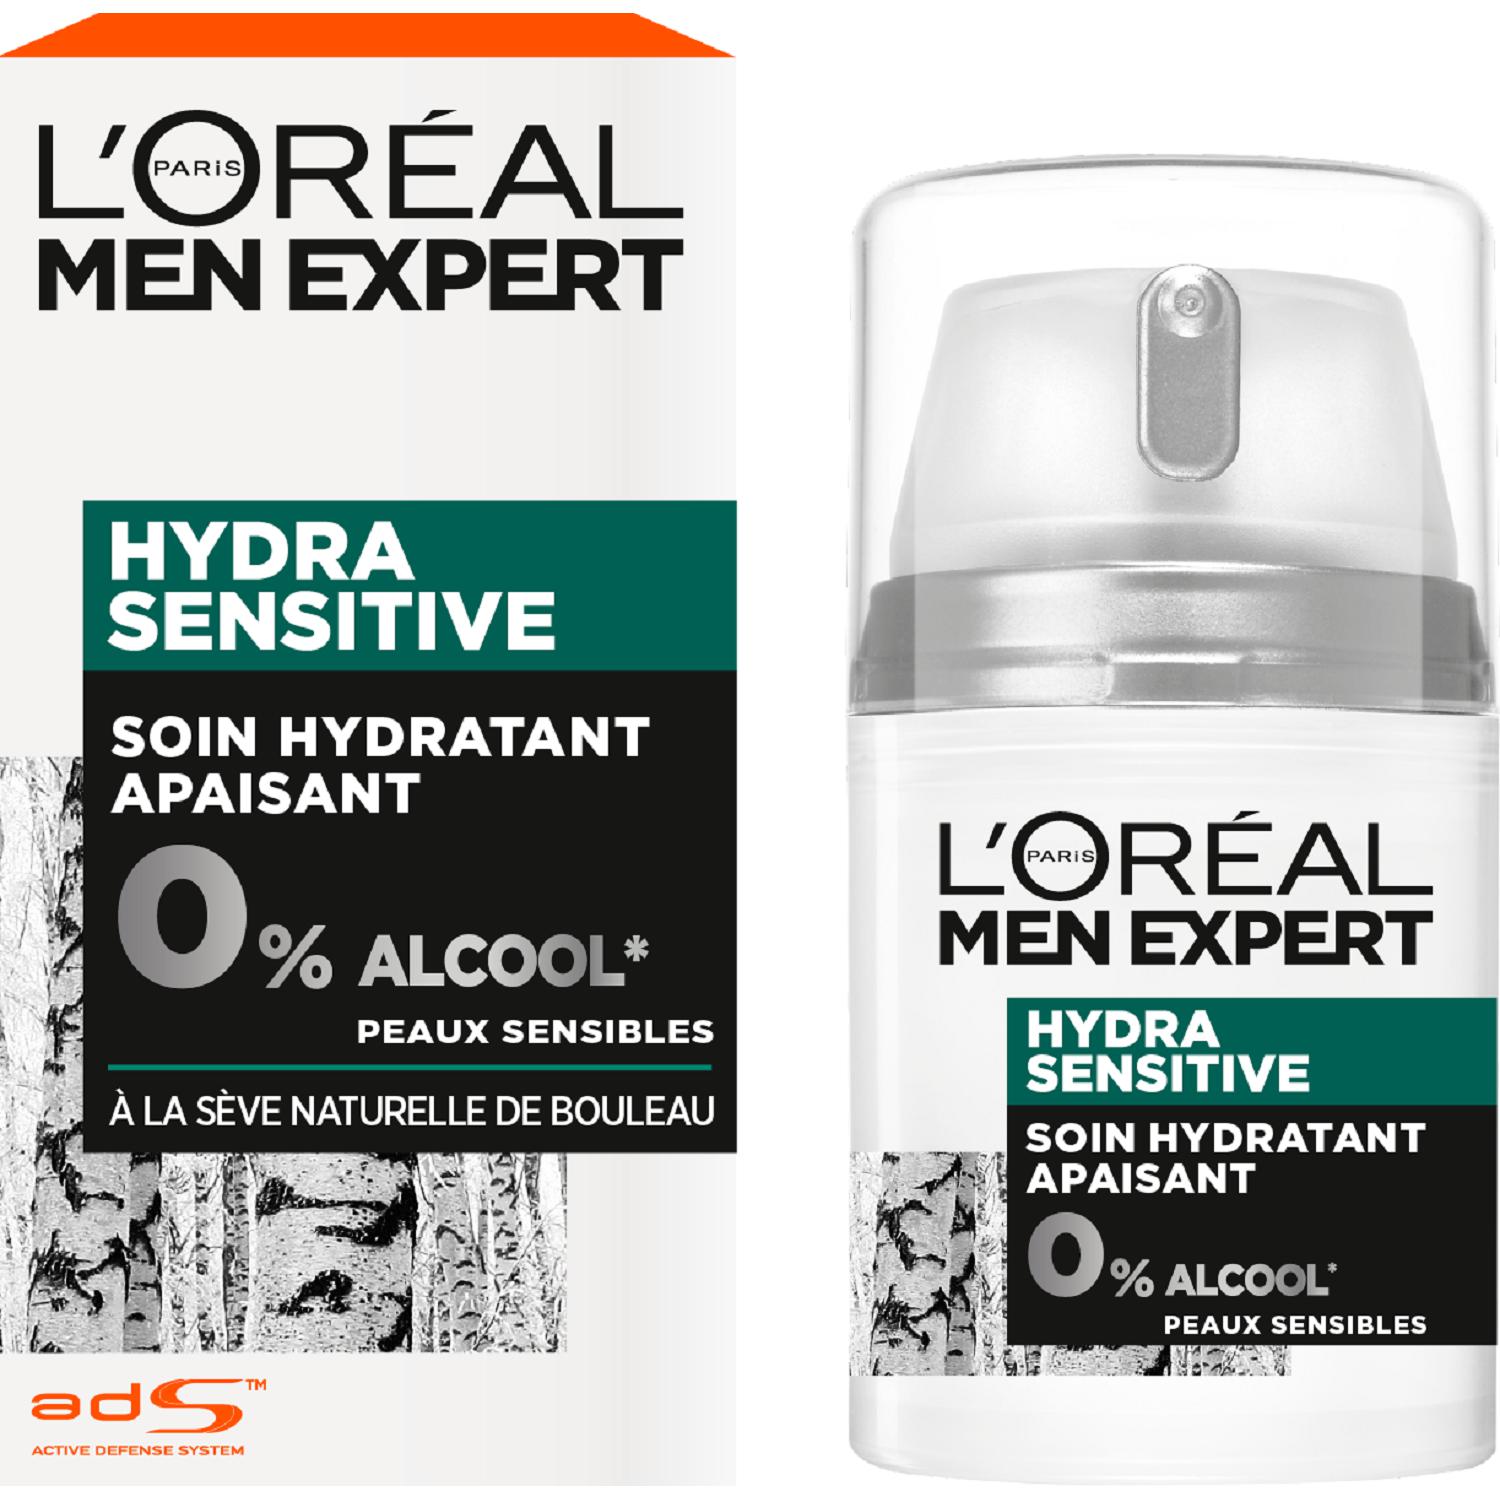 L'ORÉAL
PARIS
MEN EXPERT
HYDRA
SENSITIVE
SOIN HYDRATANT
APAISANT
0% ALCOOL*
PEAUX SENSIBLES
À LA SÈVE NATURELLE DE BOULEAU
adS™
ACTIVE DEFENSE SYSTEM
L'ORÉAL
PARIS
MEN EXPERT
HYDRA
SENSITIVE
SOIN HYDRATANT
APAISANT
0% ALCOOL*
PEAUX SENSIBLES